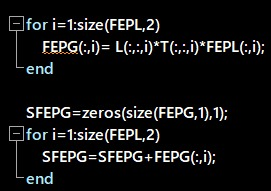 for i=1:size(FEPL,2)
FEPG(:,i)= L(:,:,i)*T(:,:,i)*FEPL(:,i);
end
SFEPG=zeros(size(FEPG,1),1);
for i=1:size(FEPL,2)
SFEPG=SFEPG+FEPG(:,i);
end